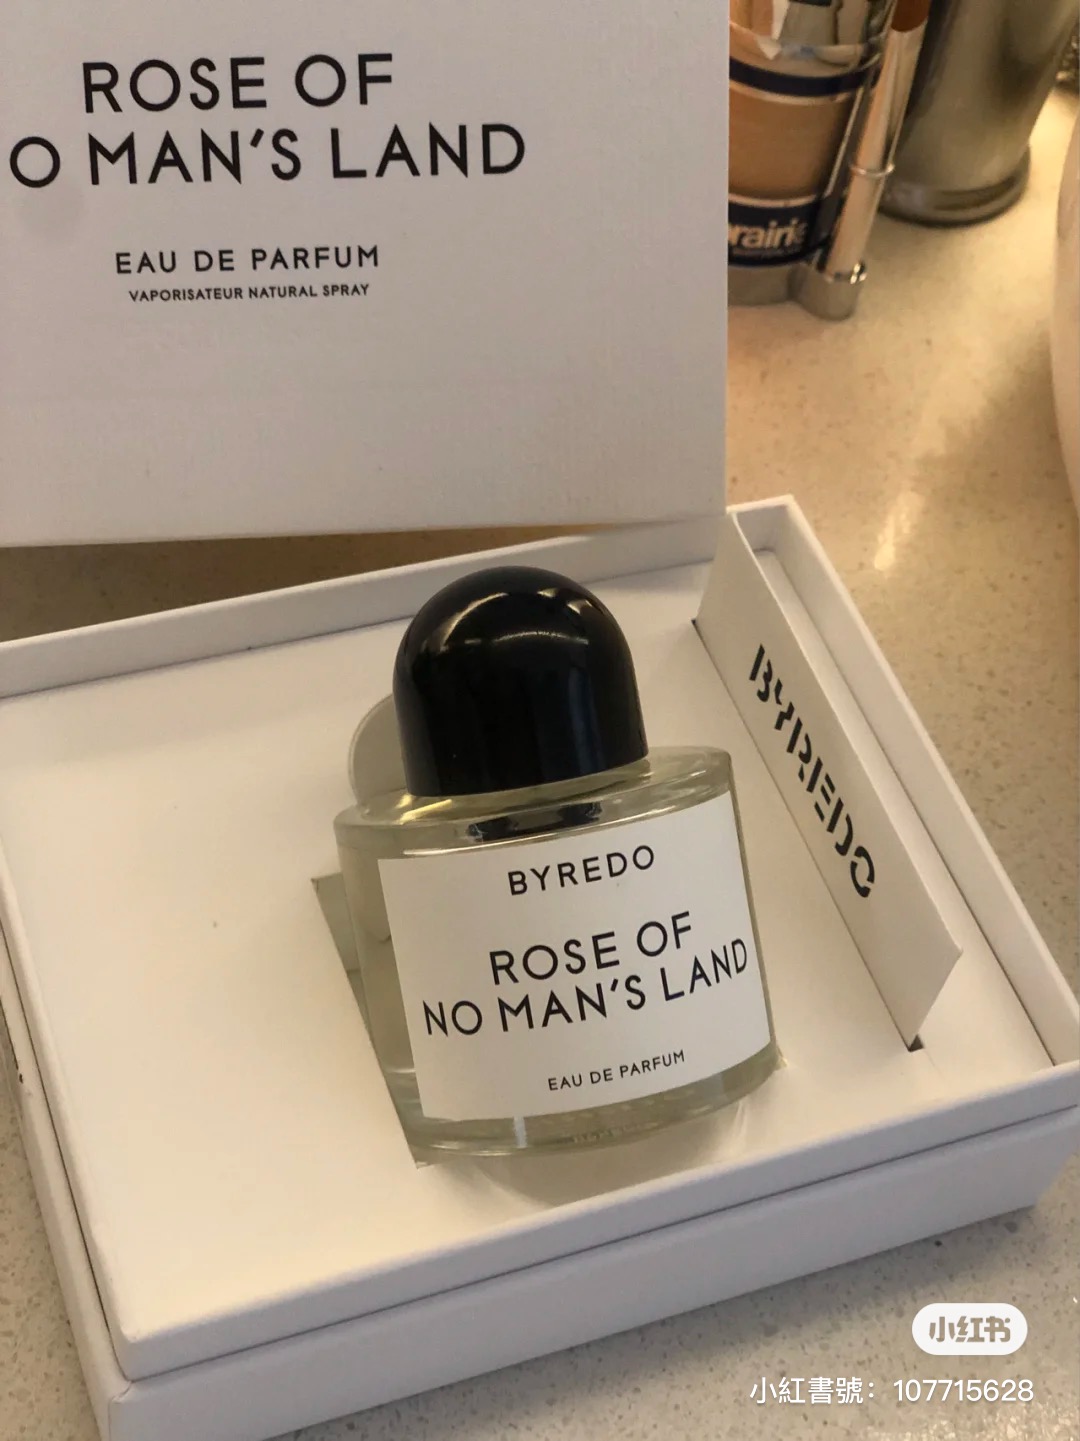 ROSE OF
O MAN'S LAND
EAU DE PARFUM
VAPORISATEUR NATURAL SPRAY
rairie
BYREDO
BYREDO
ROSE OF
NO MAN'S LAND
EAU DE PARFUM
小红书
小紅書號：107715628